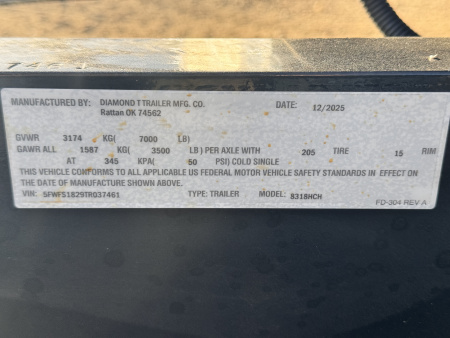 MANUFACTURED BY: DIAMOND T TRAILER MFG. CO. DATE: 12/2025
Rattan OK 74562
GVWR 3174 KG( 7000 LB)
GAWR ALL 1587 KG( 3500 LB) PER AXLE WITH 205 TIRE 15 RIM
AT 345 KPA( 50 PSI) COLD SINGLE
THIS VEHICLE CONFORMS TO ALL APPLICABLE US FEDERAL MOTOR VEHICLE SAFETY STANDARDS IN EFFECT ON
THE DATE OF MANUFACTURE SHOWN ABOVE.
VIN: 5FWFS1829TR037461 TYPE: TRAILER MODEL: 8318HCH
FD-304 REV A